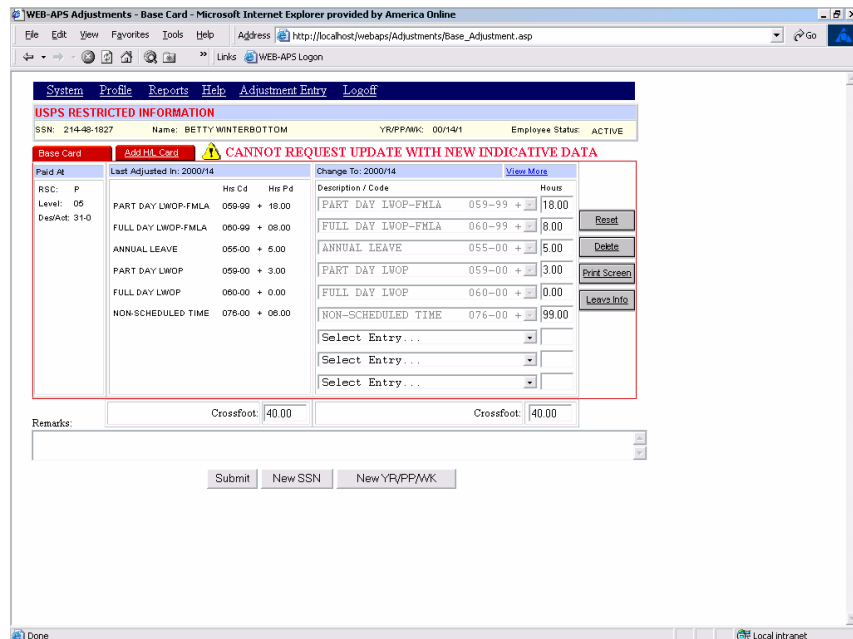 WEB-APS Adjustments - Base Card - Microsoft Internet Explorer provided by America Online
File Edit View Favorites Tools Help Address http://localhost/webaps/Adjustments/Base_Adjustment.asp Go
» Links WEB-APS Logon
System Profile Reports Help Adjustment Entry Logoff
USPS RESTRICTED INFORMATION
SSN: 214-48-1827 Name: BETTY WINTERBOTTOM YR/PP/WK: 00/14/1 Employee Status: ACTIVE
Base Card Add H/L Card CANNOT REQUEST UPDATE WITH NEW INDICATIVE DATA
Paid At Last Adjusted In: 2000/14 Change To: 2000/14 View More
RSC: P Hrs Cd Hrs Pd Description / Code Hours
Level: 05 PART DAY LWOP-FMLA 059-99 + 18.00 PART DAY LWOP-FMLA 059-99 + 18.00
Des/Act: 31-0 FULL DAY LWOP-FMLA 060-99 + 08.00 FULL DAY LWOP-FMLA 060-99 + 8.00 Reset
ANNUAL LEAVE 055-00 + 5.00 ANNUAL LEAVE 055-00 + 5.00 Delete
PART DAY LWOP 059-00 + 3.00 PART DAY LWOP 059-00 + 3.00 Print Screen
FULL DAY LWOP 060-00 + 0.00 FULL DAY LWOP 060-00 + 0.00 Leave Info
NON-SCHEDULED TIME 076-00 + 06.00 NON-SCHEDULED TIME 076-00 + 99.00
Select Entry...
Select Entry...
Select Entry...
Crossfoot: 40.00 Crossfoot: 40.00
Remarks:
Submit New SSN New YR/PP/WK
Done Local intranet